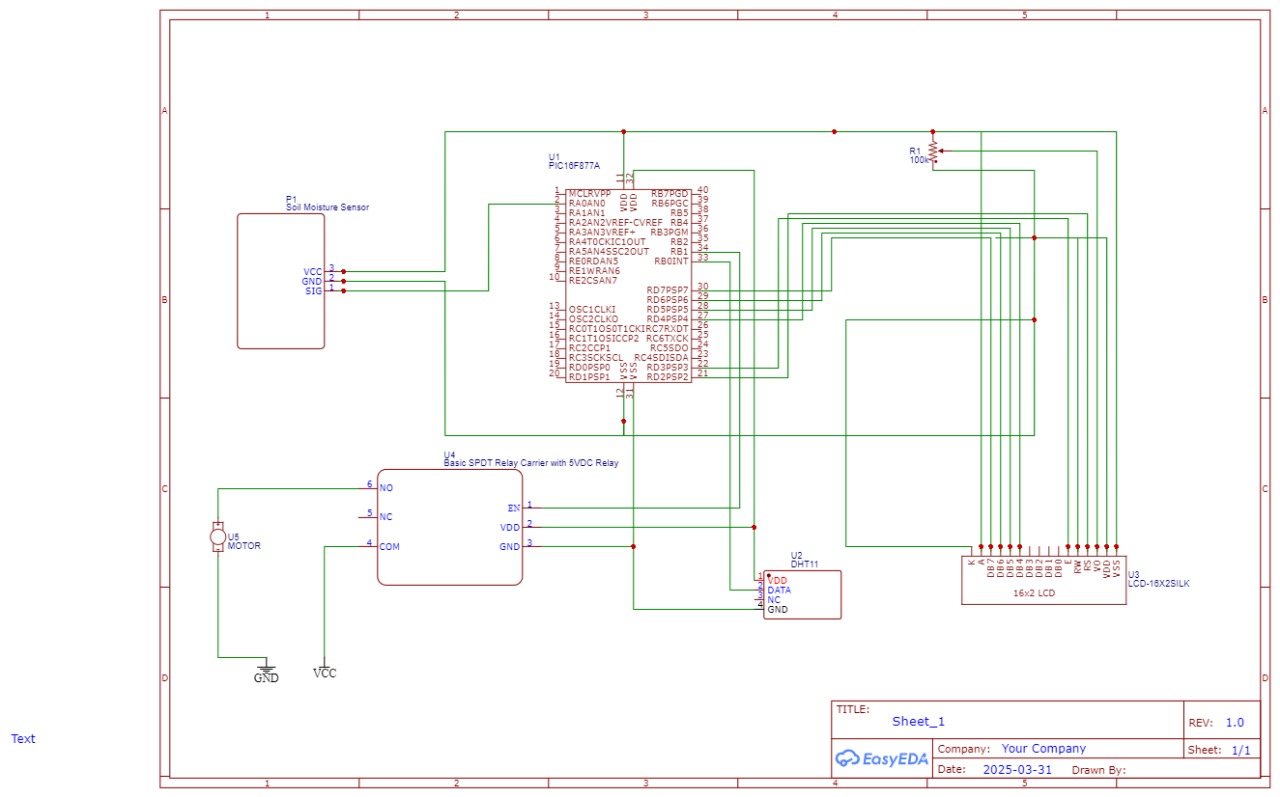 1 2 3 4 5
A A
B B
C C
D D
U1
PIC16F877A
R1
100k
P1
Soil Moisture Sensor
VCC 3
GND 2
SIG 1
11 32
VDD VDD
1 MCLRVPP
2 RA0AN0
3 RA1AN1
4 RA2AN2VREF-CVREF
5 RA3AN3VREF+
6 RA4T0CKIC1OUT
7 RA5AN4SSC2OUT
8 RE0RDAN5
9 RE1WRAN6
10 RE2CSAN7
13 OSC1CLKI
14 OSC2CLKO
15 RC0T1OS0T1CKI
16 RC1T1OSICCP2
17 RC2CCP1
18 RC3SCKSCL
19 RD0PSP0
20 RD1PSP1
RB7PGD 40
RB6PGC 39
RB5 38
RB4 37
RB3PGM 36
RB2 35
RB1 34
RB0INT 33
RD7PSP7 30
RD6PSP6 29
RD5PSP5 28
RD4PSP4 27
RC7RXDT 26
RC6TXCK 25
RC5SDO 24
RC4SDISDA 23
RD3PSP3 22
RD2PSP2 21
VSS VSS
12 31
U4
Basic SPDT Relay Carrier with 5VDC Relay
6 NO
5 NC
4 COM
EN 1
VDD 2
GND 3
U5
MOTOR
GND
VCC
U2
DHT11
1 VDD
2 DATA
3 NC
4 GND
K A DB7 DB6 DB5 DB4 DB3 DB2 DB1 DB0 E RW RS VO VDD VSS
16x2 LCD
U3
LCD-16X2SILK
Text
TITLE:
Sheet_1
REV: 1.0
EasyEDA
Company: Your Company
Sheet: 1/1
Date: 2025-03-31 Drawn By:
1 2 3 4 5